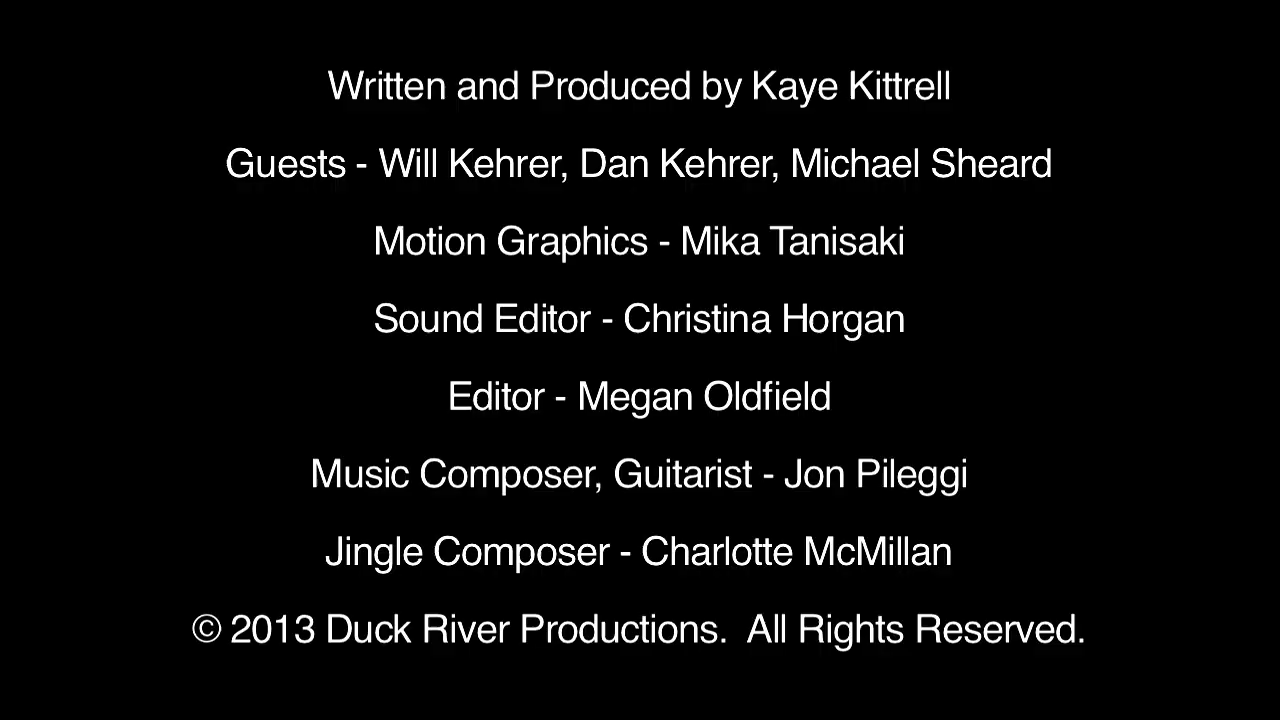 Written and Produced by Kaye Kittrell
Guests - Will Kehrer, Dan Kehrer, Michael Sheard
Motion Graphics - Mika Tanisaki
Sound Editor - Christina Horgan
Editor - Megan Oldfield
Music Composer, Guitarist - Jon Pileggi
Jingle Composer - Charlotte McMillan
© 2013 Duck River Productions.  All Rights Reserved.